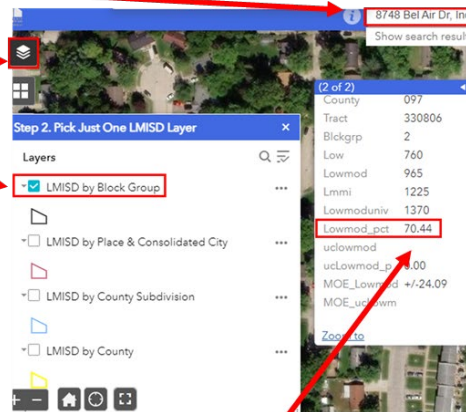 8748 Bel Air Dr,
Show search result
Step 2. Pick Just One LMISD Layer ×
Layers
LMISD by Block Group
LMISD by Place & Consolidated City
LMISD by County Subdivision
LMISD by County
(2 of 2)
County 097
Tract 330806
Blckgrp 2
Low 760
Lowmod 965
Lmmi 1225
Lowmoduniv 1370
Lowmod_pct 70.44
uclowmod
ucLowmod_p 0.00
MOE_Lowmod +/-24.09
Zoom to